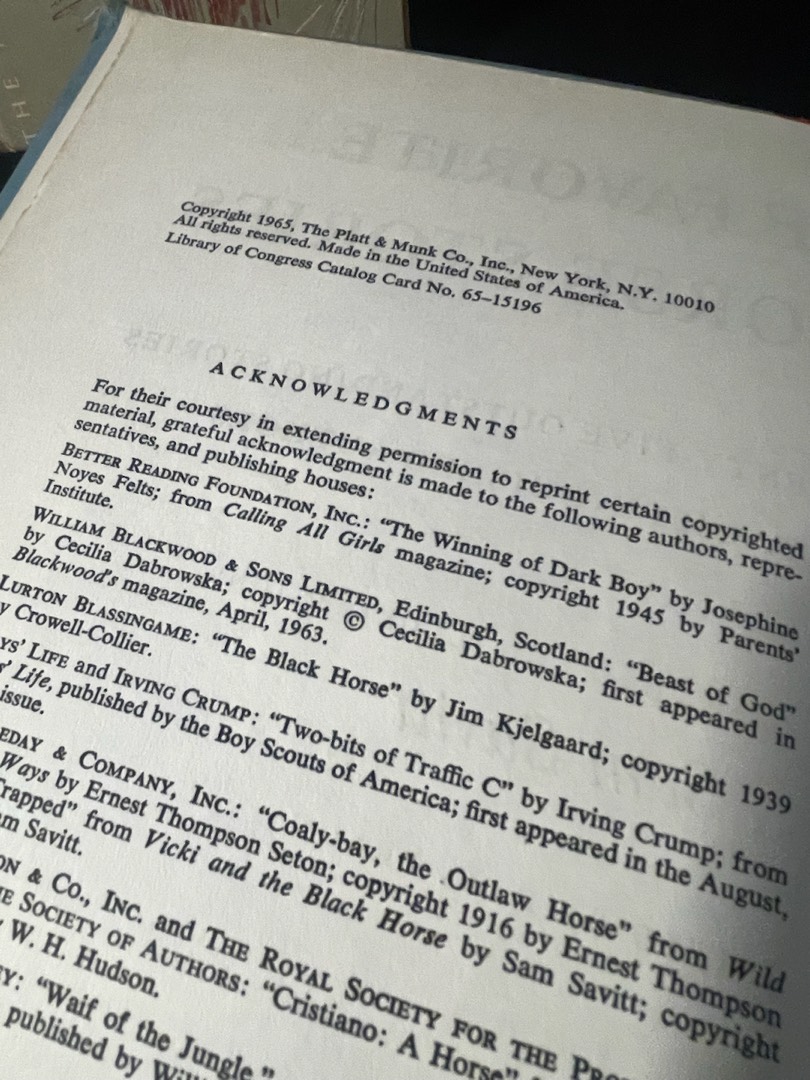 THE
Copyright 1965, The Platt & Munk Co., Inc., New York, N.Y. 10010
All rights reserved. Made in the United States of America.
Library of Congress Catalog Card No. 65–15196
ACKNOWLEDGMENTS
For their courtesy in extending permission to reprint certain copyrighted
material, grateful acknowledgment is made to the following authors, repre-
sentatives, and publishing houses:
BETTER READING FOUNDATION, INC.: “The Winning of Dark Boy” by Josephine
Noyes Felts; from Calling All Girls magazine; copyright 1945 by Parents’
Institute.
WILLIAM BLACKWOOD & SONS LIMITED, Edinburgh, Scotland: “Beast of God”
by Cecilia Dabrowska; copyright © Cecilia Dabrowska; first appeared in
Blackwood’s magazine, April, 1963.
LURTON BLASSINGAME: “The Black Horse” by Jim Kjelgaard; copyright 1939
y Crowell-Collier.
YS’ LIFE and IRVING CRUMP: “Two-bits of Traffic C” by Irving Crump; from
s’ Life, published by the Boy Scouts of America; first appeared in the August,
issue.
EDAY & COMPANY, INC.: “Coaly-bay, the Outlaw Horse” from Wild
Ways by Ernest Thompson Seton; copyright 1916 by Ernest Thompson
rapped” from Vicki and the Black Horse by Sam Savitt; copyright
m Savitt.
ON & CO., INC. and THE ROYAL SOCIETY FOR THE PRO
E SOCIETY OF AUTHORS: “Cristiano: A Horse”
W. H. Hudson.
Y: “Waif of the Jungle”
published by